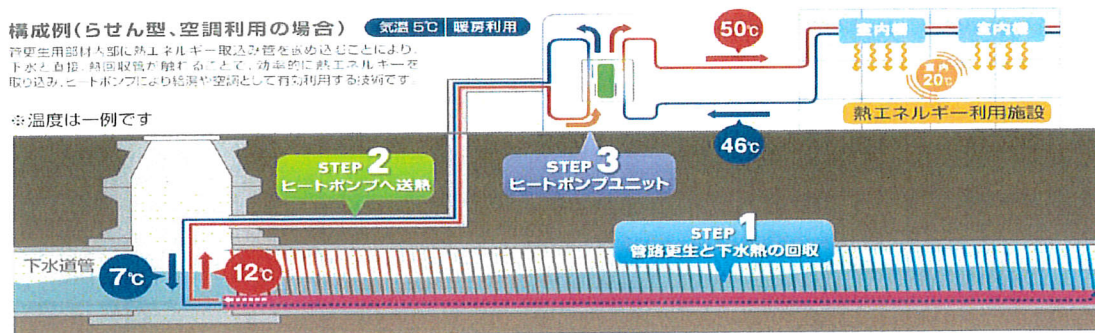 構成例(らせん型、空調利用の場合)
気温 5℃ 暖房利用
管更生用部材内部に熱エネルギー取込み管を嵌め込むことにより、
下水と直接、熱回収管が触れることで、効率的に熱エネルギーを
取り込み、ヒートポンプにより給湯や空調として有効利用する技術です。
※温度は一例です
50℃
室内機
室内機
室内
20℃
熱エネルギー利用施設
46℃
STEP 2
ヒートポンプへ送熱
STEP 3
ヒートポンプユニット
STEP 1
管路更生と下水熱の回収
下水道管
7℃
12℃